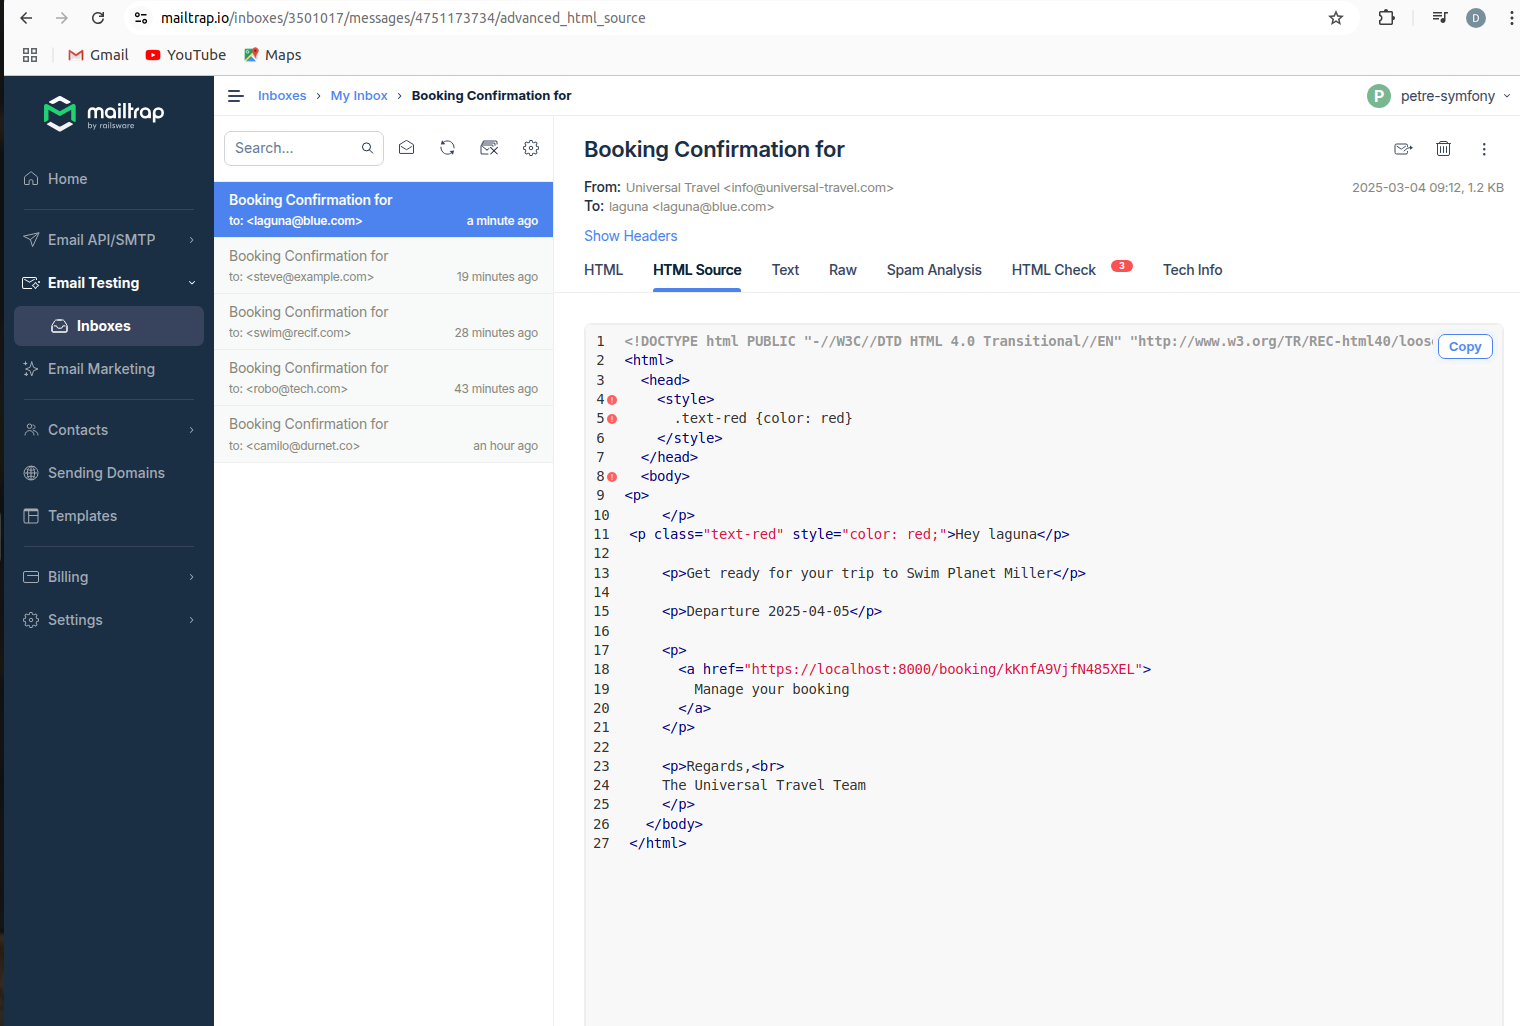 mailtrap.io/inboxes/3501017/messages/4751173734/advanced_html_source
D
Gmail
YouTube
Maps
mailtrap
by railsware
Home
Email API/SMTP
Email Testing
Inboxes
Email Marketing
Contacts
Sending Domains
Templates
Billing
Settings
Inboxes › My Inbox › Booking Confirmation for
P petre-symfony
Search...
Booking Confirmation for
to: <laguna@blue.com> a minute ago
Booking Confirmation for
to: <steve@example.com> 19 minutes ago
Booking Confirmation for
to: <swim@recif.com> 28 minutes ago
Booking Confirmation for
to: <robo@tech.com> 43 minutes ago
Booking Confirmation for
to: <camilo@durnet.co> an hour ago
Booking Confirmation for
From: Universal Travel <info@universal-travel.com> 2025-03-04 09:12, 1.2 KB
To: laguna <laguna@blue.com>
Show Headers
HTML HTML Source Text Raw Spam Analysis HTML Check 3 Tech Info
Copy
1 <!DOCTYPE html PUBLIC "-//W3C//DTD HTML 4.0 Transitional//EN" "http://www.w3.org/TR/REC-html40/loose
2 <html>
3 <head>
4 <style>
5 .text-red {color: red}
6 </style>
7 </head>
8 <body>
9 <p>
10 </p>
11 <p class="text-red" style="color: red;">Hey laguna</p>
12
13 <p>Get ready for your trip to Swim Planet Miller</p>
14
15 <p>Departure 2025-04-05</p>
16
17 <p>
18 <a href="https://localhost:8000/booking/kKnfA9VjfN485XEL">
19 Manage your booking
20 </a>
21 </p>
22
23 <p>Regards,<br>
24 The Universal Travel Team
25 </p>
26 </body>
27 </html>